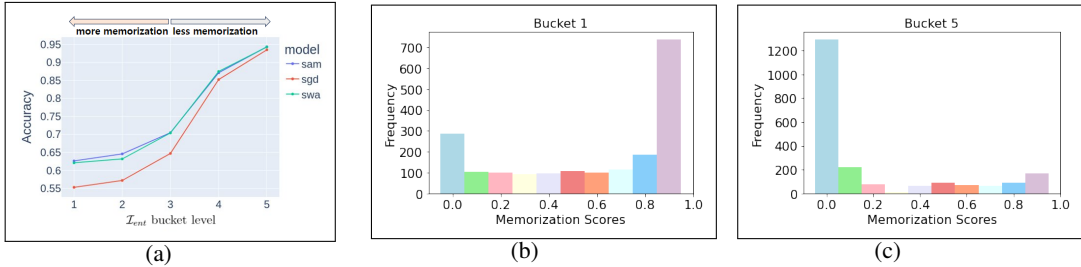 more memorization less memorization
0.95
0.9
0.85
0.8
0.75
0.7
0.65
0.6
0.55
Accuracy
1 2 3 4 5
𝓘ent bucket level
model
sam
sgd
swa
(a)
Bucket 1
700
600
500
400
300
200
100
0
Frequency
0.0 0.2 0.4 0.6 0.8 1.0
Memorization Scores
(b)
Bucket 5
1200
1000
800
600
400
200
0
Frequency
0.0 0.2 0.4 0.6 0.8 1.0
Memorization Scores
(c)